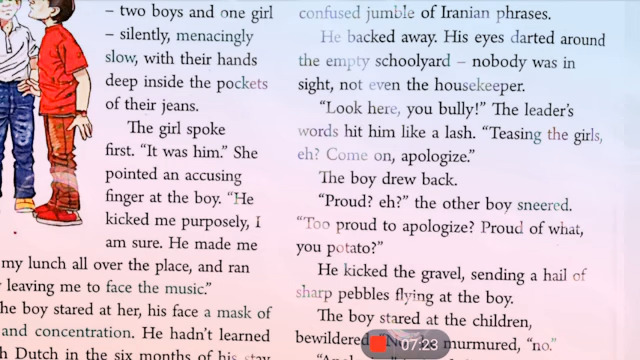 – two boys and one girl
– silently, menacingly
slow, with their hands
deep inside the pockets
of their jeans.
The girl spoke
first. “It was him.” She
pointed an accusing
finger at the boy. “He
kicked me purposely, I
am sure. He made me
my lunch all over the place, and ran
leaving me to face the music.”
he boy stared at her, his face a mask of
and concentration. He hadn’t learned
h Dutch in the six months of his stay
confused jumble of Iranian phrases.
He backed away. His eyes darted around
the empty schoolyard – nobody was in
sight, not even the housekeeper.
“Look here, you bully!” The leader’s
words hit him like a lash. “Teasing the girls,
eh? Come on, apologize.”
The boy drew back.
“Proud? eh?” the other boy sneered.
“Too proud to apologize? Proud of what,
you potato?”
He kicked the gravel, sending a hail of
sharp pebbles flying at the boy.
The boy stared at the children,
bewildered. murmured, “no.”
07:23